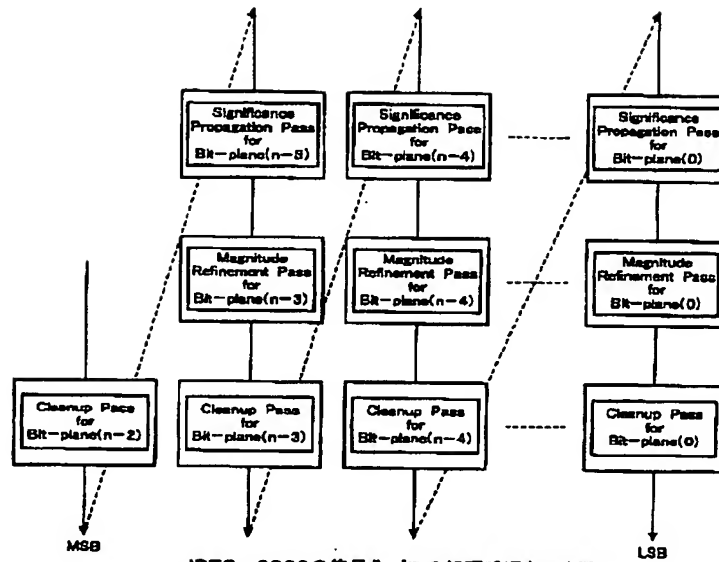 Significance
Propagation Pass
for
Bit-plane(n-3)
Significance
Propagation Pass
for
Bit-plane(n-4)
Significance
Propagation Pass
for
Bit-plane(0)
Magnitude
Refinement Pass
for
Bit-plane(n-3)
Magnitude
Refinement Pass
for
Bit-plane(n-4)
Magnitude
Refinement Pass
for
Bit-plane(0)
Cleanup Pass
for
Bit-plane(n-2)
Cleanup Pass
for
Bit-plane(n-3)
Cleanup Pass
for
Bit-plane(n-4)
Cleanup Pass
for
Bit-plane(0)
MSB
LSB